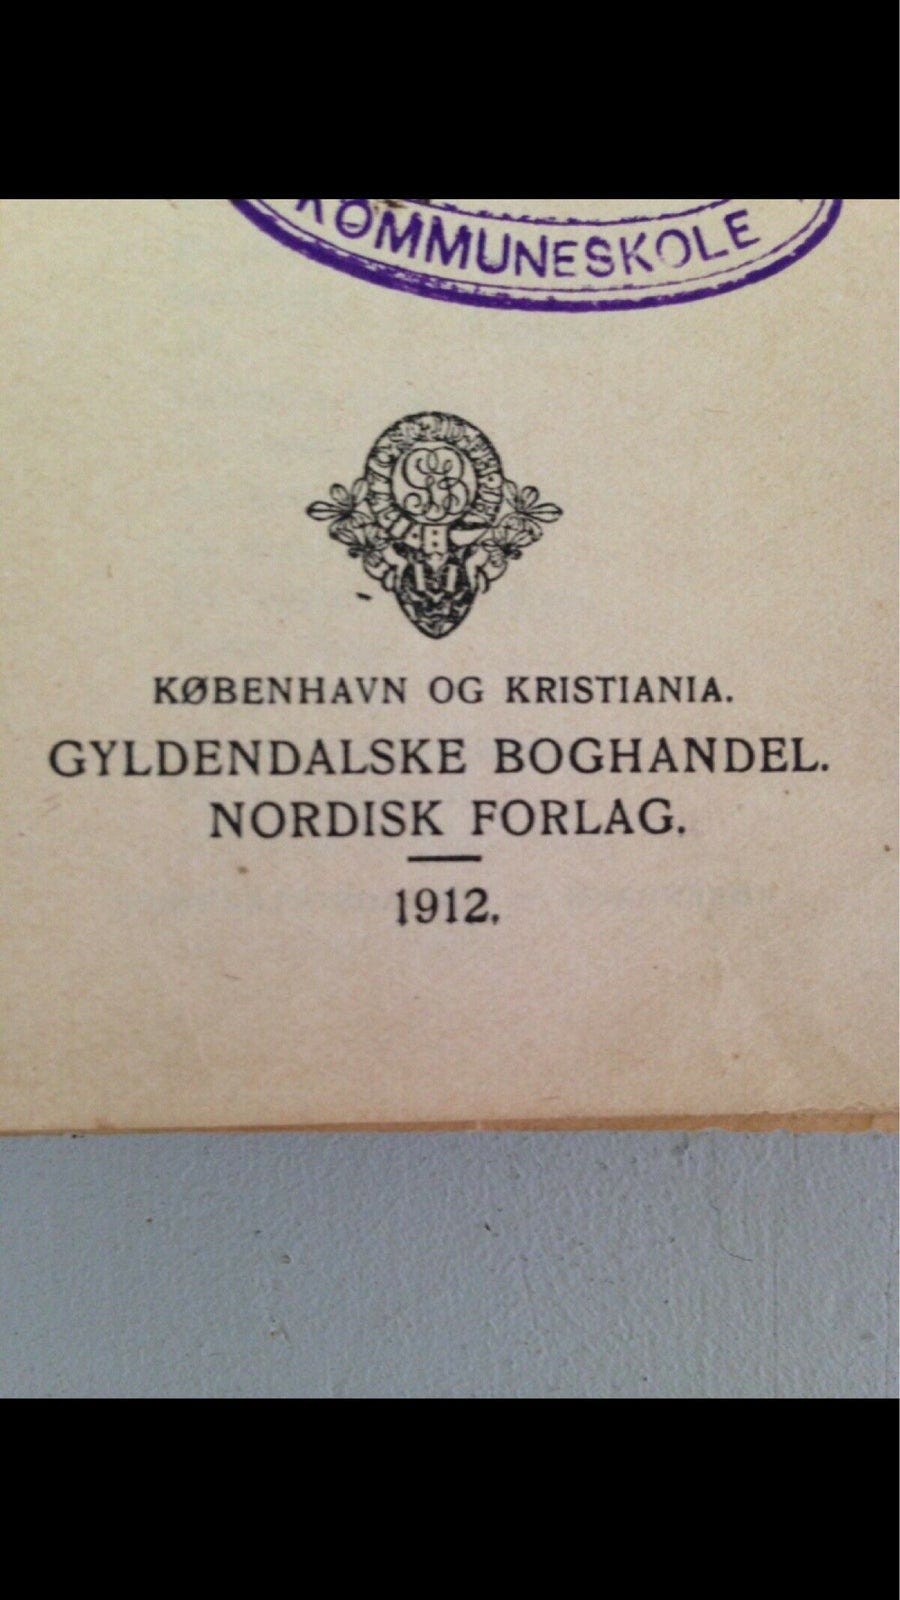 KOMMUNESKOLE
KØBENHAVN OG KRISTIANIA.
GYLDENDALSKE BOGHANDEL.
NORDISK FORLAG.
1912.